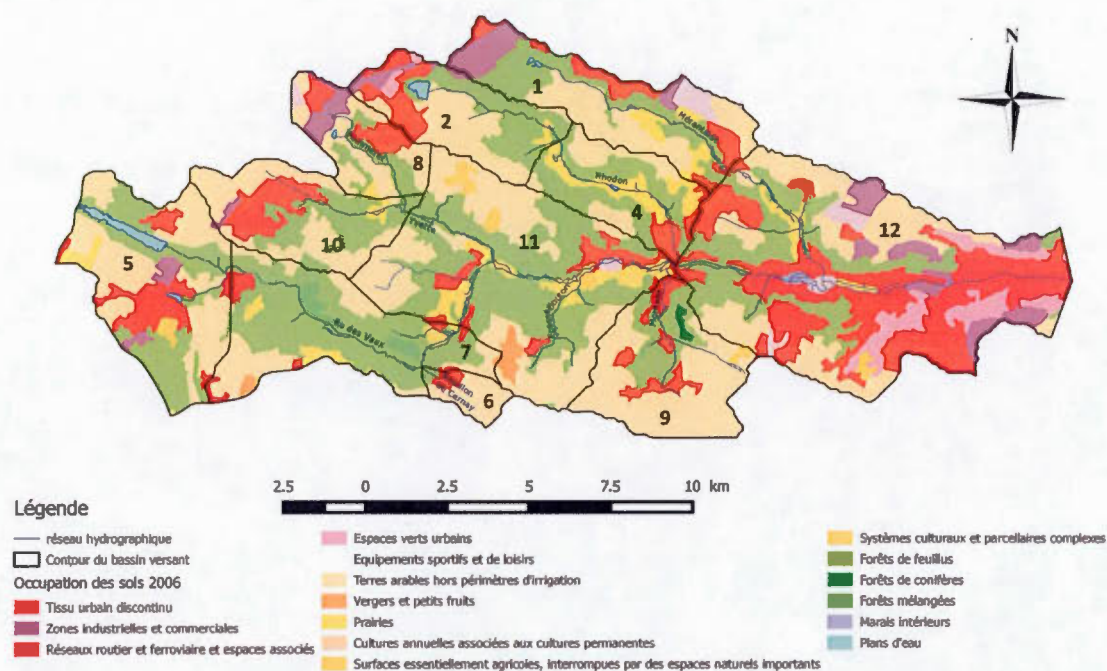 N
1
2
Mérantaise
8
Rhodon
4
12
Yvette
10
11
5
Ru des Vaux
7
6
9
2.5 0 2.5 5 7.5 10 km
Légende
réseau hydrographique
Contour du bassin versant
Occupation des sols 2006
Tissu urbain discontinu
Zones industrielles et commerciales
Réseaux routier et ferroviaire et espaces associés
Espaces verts urbains
Equipements sportifs et de loisirs
Terres arables hors périmètres d'irrigation
Vergers et petits fruits
Prairies
Cultures annuelles associées aux cultures permanentes
Surfaces essentiellement agricoles, interrompues par des espaces naturels importants
Systèmes culturaux et parcellaires complexes
Forêts de feuillus
Forêts de conifères
Forêts mélangées
Marais intérieurs
Plans d'eau